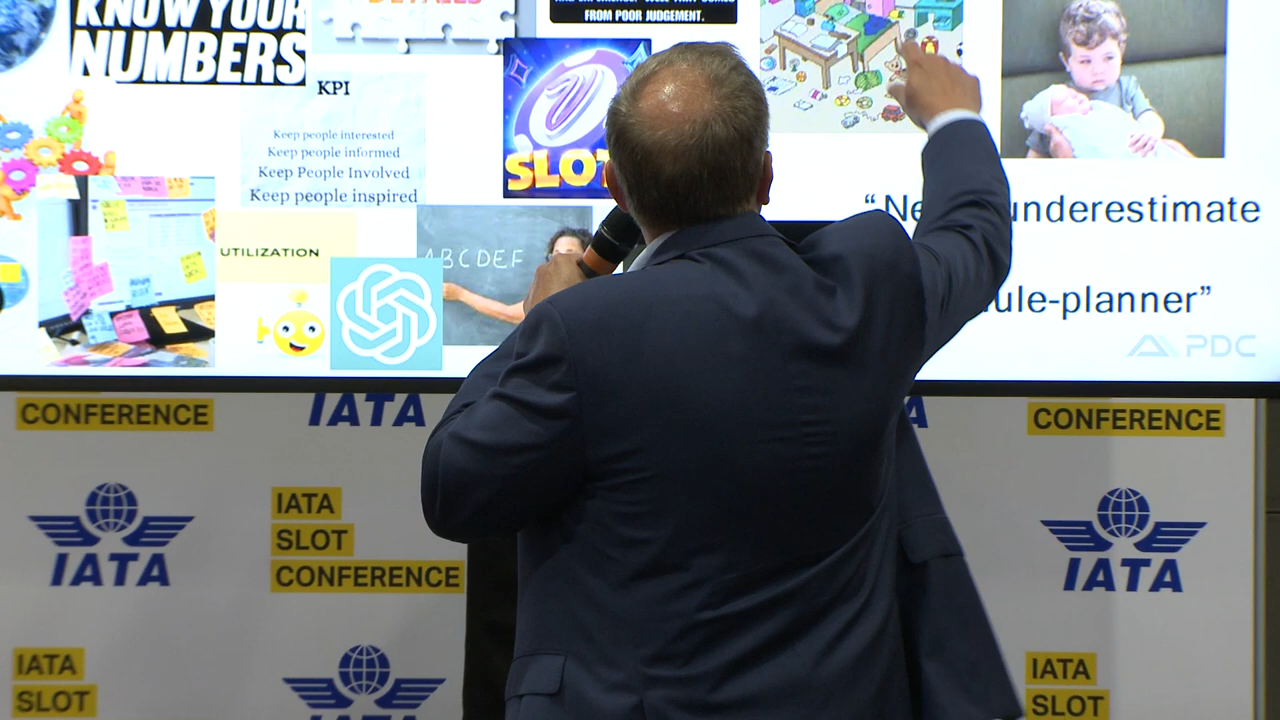 KNOW YOUR
NUMBERS
DETAILS
FROM POOR JUDGEMENT.
KPI
Keep people interested
Keep people informed
Keep People Involved
Keep people inspired
SLOT
UTILIZATION
ABCDEF
“Ne underestimate
ule-planner”
PDC
CONFERENCE
IATA
CONFERENCE
IATA
IATA
SLOT
CONFERENCE
IATA
IATA
SLOT
IATA
IATA
SLOT